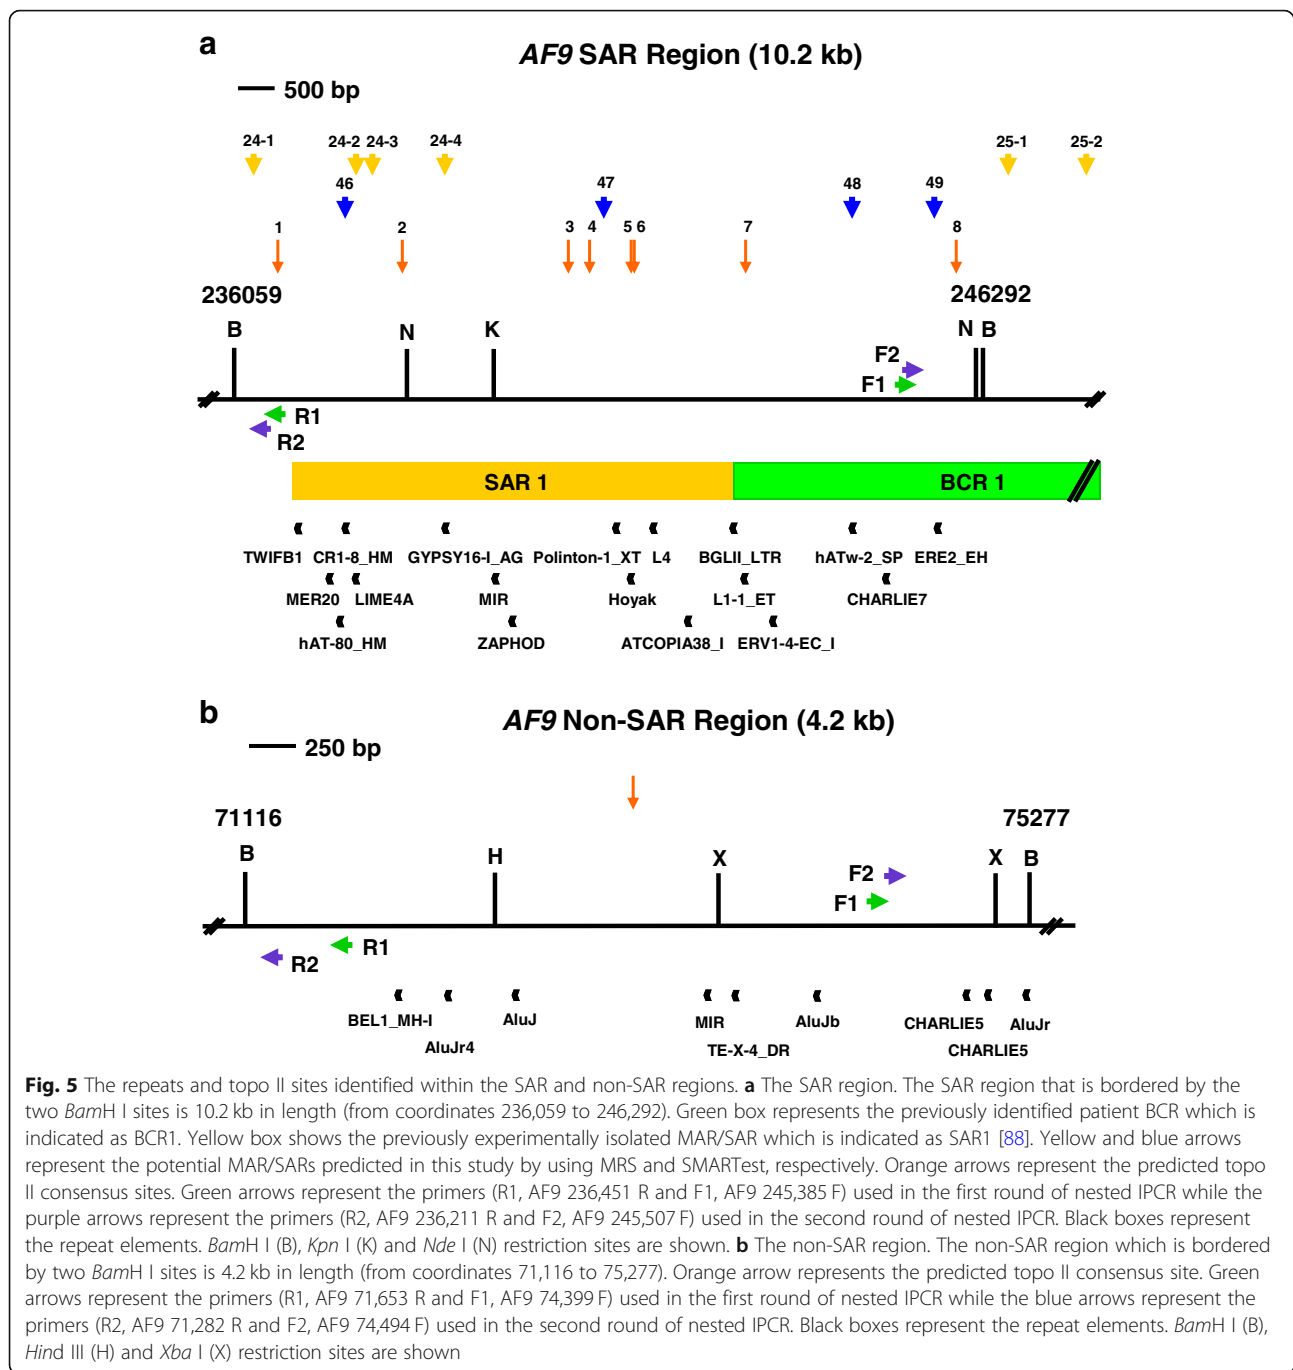 a
AF9 SAR Region (10.2 kb)
500 bp
24-1 24-2 24-3 24-4 25-1 25-2
46 47 48 49
1 2 3 4 5 6 7 8
236059 246292
B N K N B
F2
F1
R1
R2
SAR 1 BCR 1
TWIFB1 CR1-8_HM GYPSY16-I_AG Polinton-1_XT L4 BGLII_LTR hATw-2_SP ERE2_EH
MER20 LIME4A MIR Hoyak L1-1_ET CHARLIE7
hAT-80_HM ZAPHOD ATCOPIA38_I ERV1-4-EC_I
b
AF9 Non-SAR Region (4.2 kb)
250 bp
71116 75277
B H X X B
F2
F1
R1
R2
BEL1_MH-I AluJ MIR AluJb CHARLIE5 AluJr
AluJr4 TE-X-4_DR CHARLIE5
Fig. 5 The repeats and topo II sites identified within the SAR and non-SAR regions. a The SAR region. The SAR region that is bordered by the
two BamH I sites is 10.2 kb in length (from coordinates 236,059 to 246,292). Green box represents the previously identified patient BCR which is
indicated as BCR1. Yellow box shows the previously experimentally isolated MAR/SAR which is indicated as SAR1 [88]. Yellow and blue arrows
represent the potential MAR/SARs predicted in this study by using MRS and SMARTest, respectively. Orange arrows represent the predicted topo
II consensus sites. Green arrows represent the primers (R1, AF9 236,451 R and F1, AF9 245,385 F) used in the first round of nested IPCR while the
purple arrows represent the primers (R2, AF9 236,211 R and F2, AF9 245,507 F) used in the second round of nested IPCR. Black boxes represent
the repeat elements. BamH I (B), Kpn I (K) and Nde I (N) restriction sites are shown. b The non-SAR region. The non-SAR region which is bordered
by two BamH I sites is 4.2 kb in length (from coordinates 71,116 to 75,277). Orange arrow represents the predicted topo II consensus site. Green
arrows represent the primers (R1, AF9 71,653 R and F1, AF9 74,399 F) used in the first round of nested IPCR while the blue arrows represent the
primers (R2, AF9 71,282 R and F2, AF9 74,494 F) used in the second round of nested IPCR. Black boxes represent the repeat elements. BamH I (B),
Hind III (H) and Xba I (X) restriction sites are shown